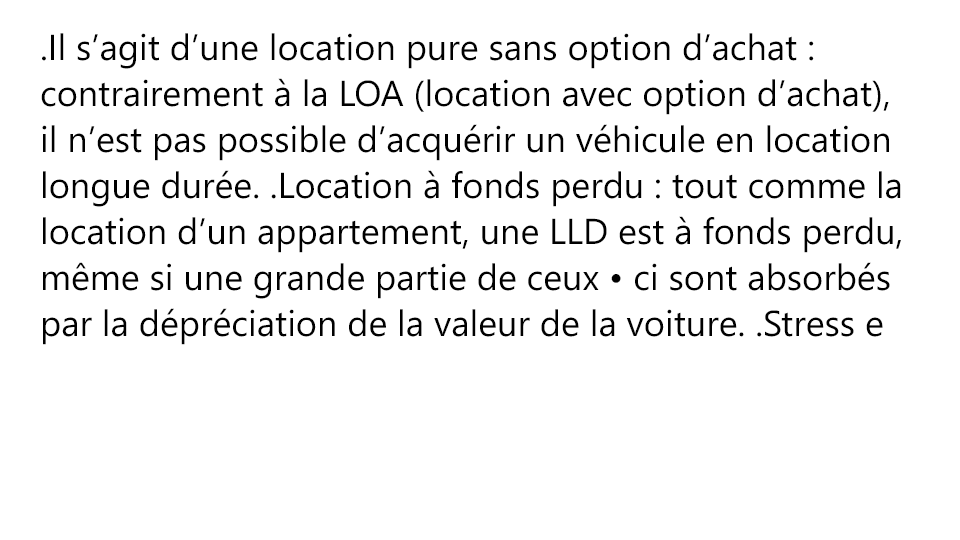 .Il s’agit d’une location pure sans option d’achat :
contrairement à la LOA (location avec option d’achat),
il n’est pas possible d’acquérir un véhicule en location
longue durée. .Location à fonds perdu : tout comme la
location d’un appartement, une LLD est à fonds perdu,
même si une grande partie de ceux • ci sont absorbés
par la dépréciation de la valeur de la voiture. .Stress e